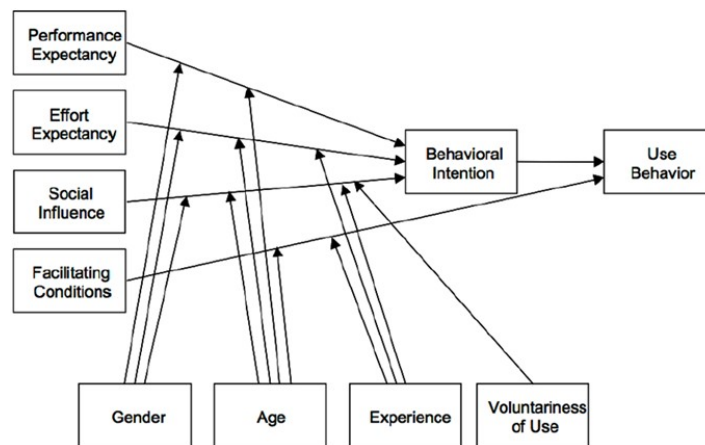 Performance
Expectancy
Effort
Expectancy
Social
Influence
Facilitating
Conditions
Behavioral
Intention
Use
Behavior
Gender
Age
Experience
Voluntariness
of Use